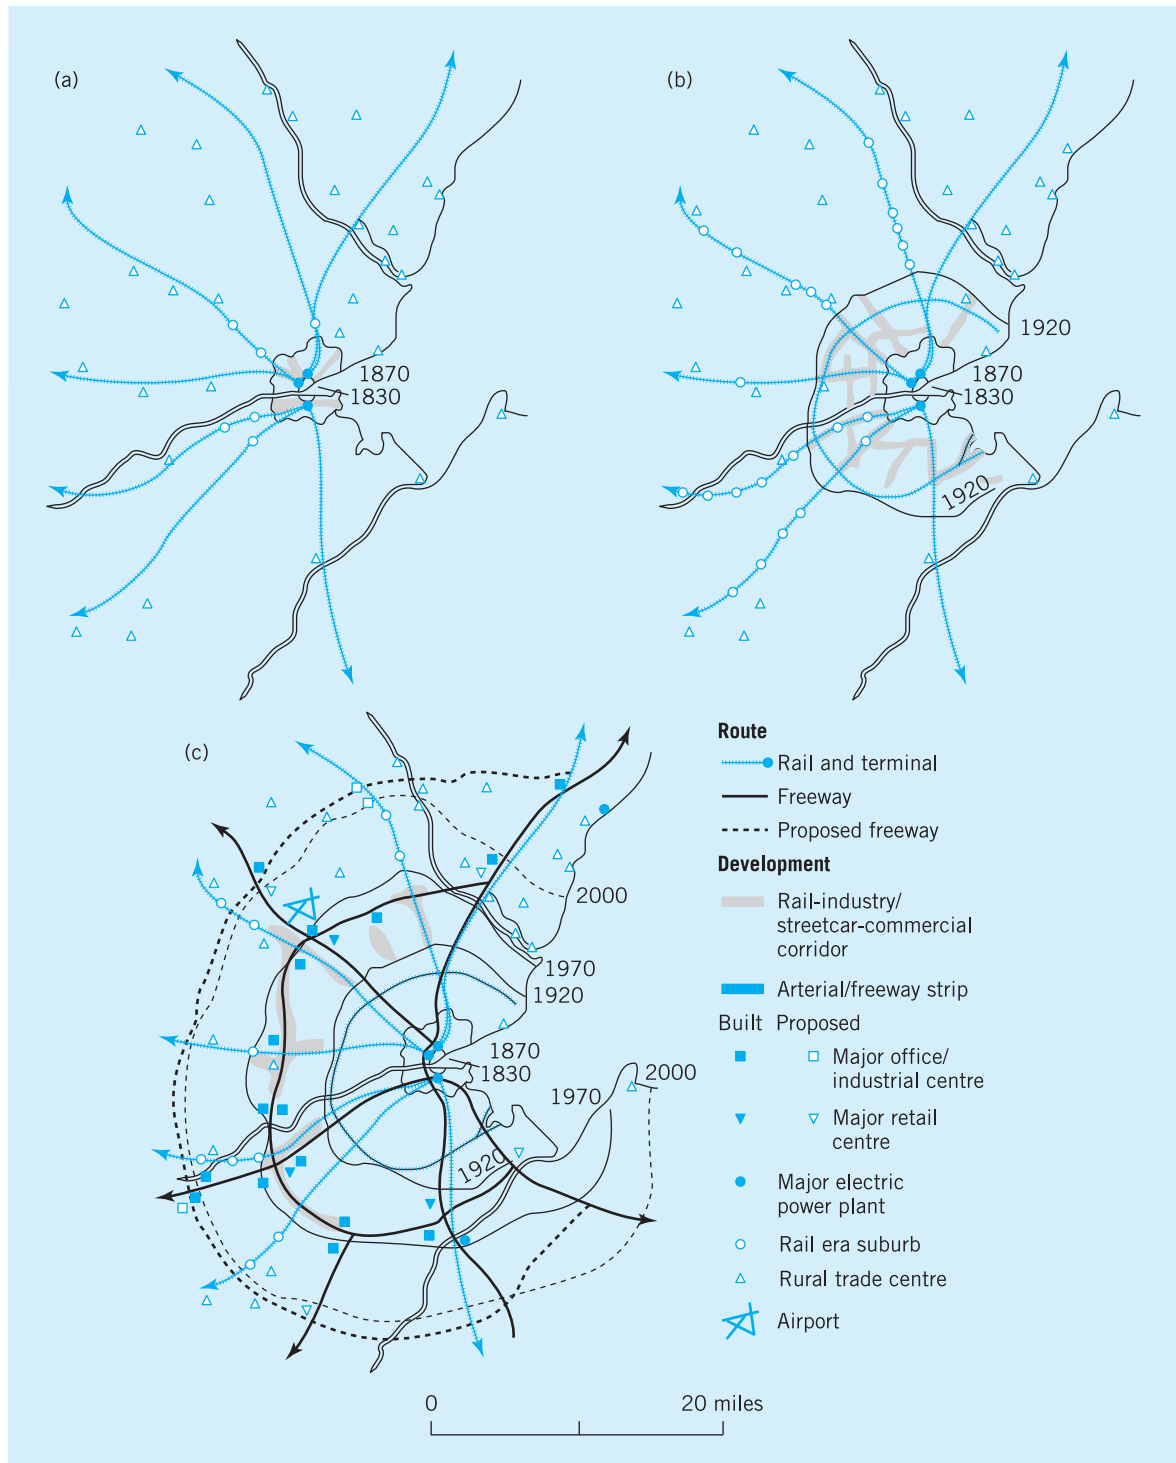 (a)
1870
1830
(b)
1920
1870
1830
1920
(c)
2000
1970
1920
1870
1830
2000
1970
1920
Route
Rail and terminal
Freeway
Proposed freeway
Development
Rail-industry/
streetcar-commercial
corridor
Arterial/freeway strip
Built Proposed
Major office/
industrial centre
Major retail
centre
Major electric
power plant
Rail era suburb
Rural trade centre
Airport
0 20 miles